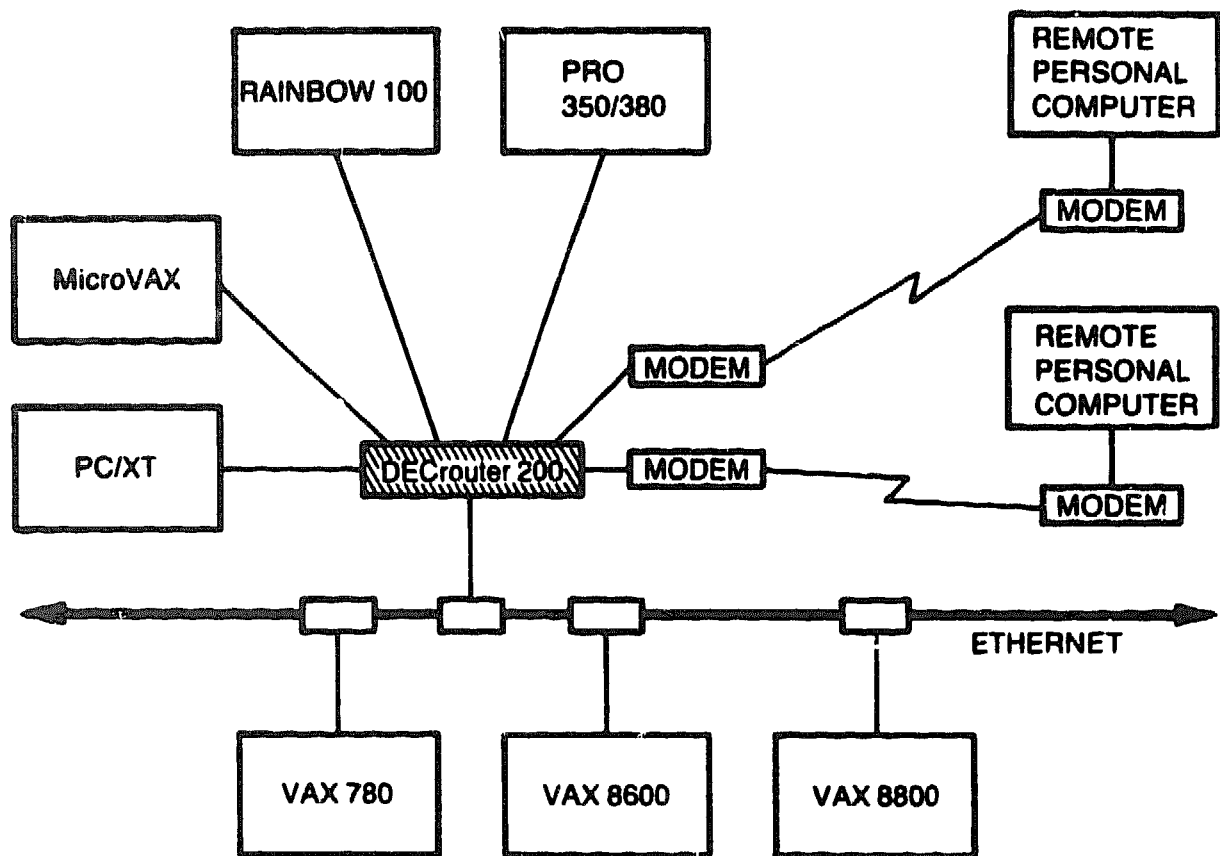 RAINBOW 100
PRO
350/380
REMOTE
PERSONAL
COMPUTER
MODEM
MicroVAX
REMOTE
PERSONAL
COMPUTER
MODEM
PC/XT
DECrouter 200
MODEM
MODEM
ETHERNET
VAX 780
VAX 8600
VAX 8800